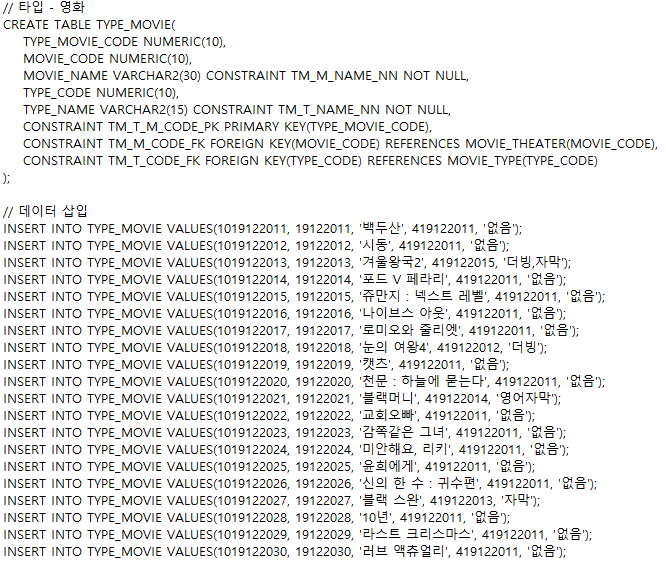 // 타입 - 영화
CREATE TABLE TYPE_MOVIE(
TYPE_MOVIE_CODE NUMERIC(10),
MOVIE_CODE NUMERIC(10),
MOVIE_NAME VARCHAR2(30) CONSTRAINT TM_M_NAME_NN NOT NULL,
TYPE_CODE NUMERIC(10),
TYPE_NAME VARCHAR2(15) CONSTRAINT TM_T_NAME_NN NOT NULL,
CONSTRAINT TM_T_M_CODE_PK PRIMARY KEY(TYPE_MOVIE_CODE),
CONSTRAINT TM_M_CODE_FK FOREIGN KEY(MOVIE_CODE) REFERENCES MOVIE_THEATER(MOVIE_CODE),
CONSTRAINT TM_T_CODE_FK FOREIGN KEY(TYPE_CODE) REFERENCES MOVIE_TYPE(TYPE_CODE)
);
// 데이터 삽입
INSERT INTO TYPE_MOVIE VALUES(1019122011, 19122011, '백두산', 419122011, '없음');
INSERT INTO TYPE_MOVIE VALUES(1019122012, 19122012, '시동', 419122011, '없음');
INSERT INTO TYPE_MOVIE VALUES(1019122013, 19122013, '겨울왕국2', 419122015, '더빙,자막');
INSERT INTO TYPE_MOVIE VALUES(1019122014, 19122014, '포드 V 페라리', 419122011, '없음');
INSERT INTO TYPE_MOVIE VALUES(1019122015, 19122015, '쥬만지 : 넥스트 레벨', 419122011, '없음');
INSERT INTO TYPE_MOVIE VALUES(1019122016, 19122016, '나이브스 아웃', 419122011, '없음');
INSERT INTO TYPE_MOVIE VALUES(1019122017, 19122017, '로미오와 줄리엣', 419122011, '없음');
INSERT INTO TYPE_MOVIE VALUES(1019122018, 19122018, '눈의 여왕4', 419122012, '더빙');
INSERT INTO TYPE_MOVIE VALUES(1019122019, 19122019, '캣츠', 419122011, '없음');
INSERT INTO TYPE_MOVIE VALUES(1019122020, 19122020, '천문 : 하늘에 묻는다', 419122011, '없음');
INSERT INTO TYPE_MOVIE VALUES(1019122021, 19122021, '블랙머니', 419122014, '영어자막');
INSERT INTO TYPE_MOVIE VALUES(1019122022, 19122022, '교회오빠', 419122011, '없음');
INSERT INTO TYPE_MOVIE VALUES(1019122023, 19122023, '감쪽같은 그녀', 419122011, '없음');
INSERT INTO TYPE_MOVIE VALUES(1019122024, 19122024, '미안해요, 리키', 419122011, '없음');
INSERT INTO TYPE_MOVIE VALUES(1019122025, 19122025, '윤희에게', 419122011, '없음');
INSERT INTO TYPE_MOVIE VALUES(1019122026, 19122026, '신의 한 수 : 귀수편', 419122011, '없음');
INSERT INTO TYPE_MOVIE VALUES(1019122027, 19122027, '블랙 스완', 419122013, '자막');
INSERT INTO TYPE_MOVIE VALUES(1019122028, 19122028, '10년', 419122011, '없음');
INSERT INTO TYPE_MOVIE VALUES(1019122029, 19122029, '라스트 크리스마스', 419122011, '없음');
INSERT INTO TYPE_MOVIE VALUES(1019122030, 19122030, '러브 액츄얼리', 419122011, '없음');